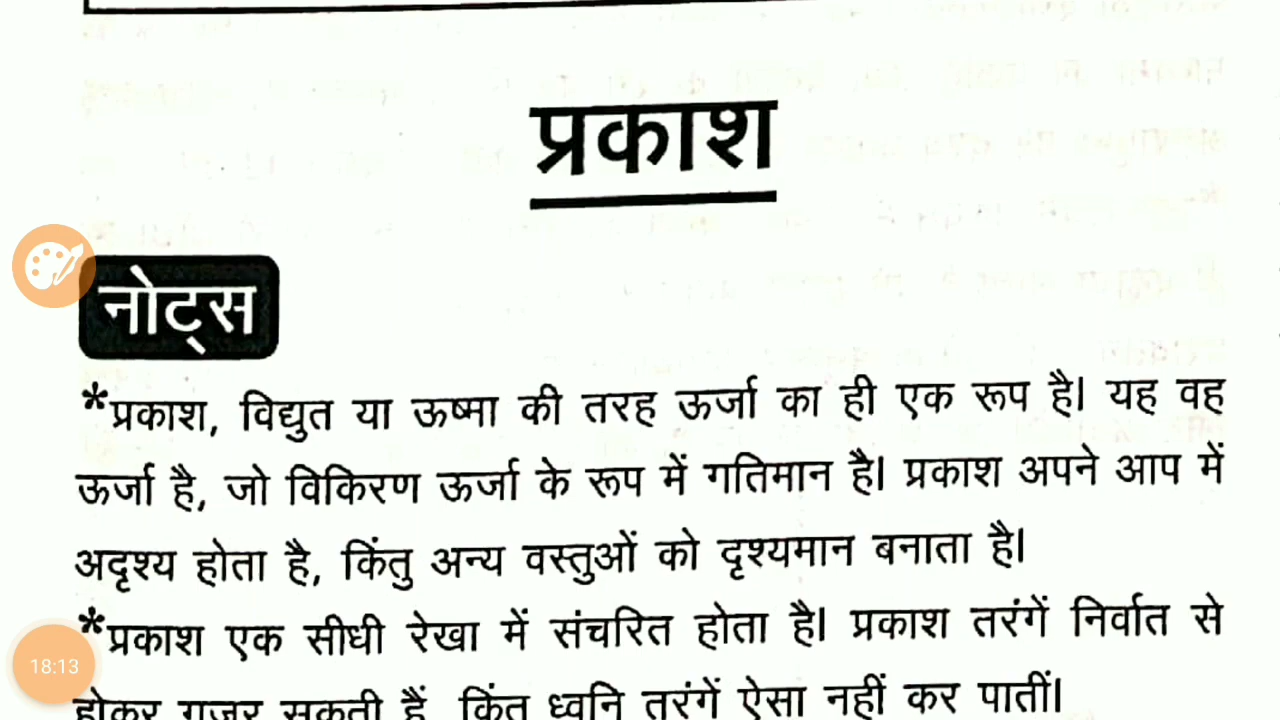 प्रकाश
नोट्स
*प्रकाश, विद्युत या ऊष्मा की तरह ऊर्जा का ही एक रूप है। यह वह
ऊर्जा है, जो विकिरण ऊर्जा के रूप में गतिमान है। प्रकाश अपने आप में
अदृश्य होता है, किंतु अन्य वस्तुओं को दृश्यमान बनाता है।
*प्रकाश एक सीधी रेखा में संचरित होता है। प्रकाश तरंगें निर्वात से
18:13
होकर गुजर सकती हैं, किंतु ध्वनि तरंगें ऐसा नहीं कर पातीं।